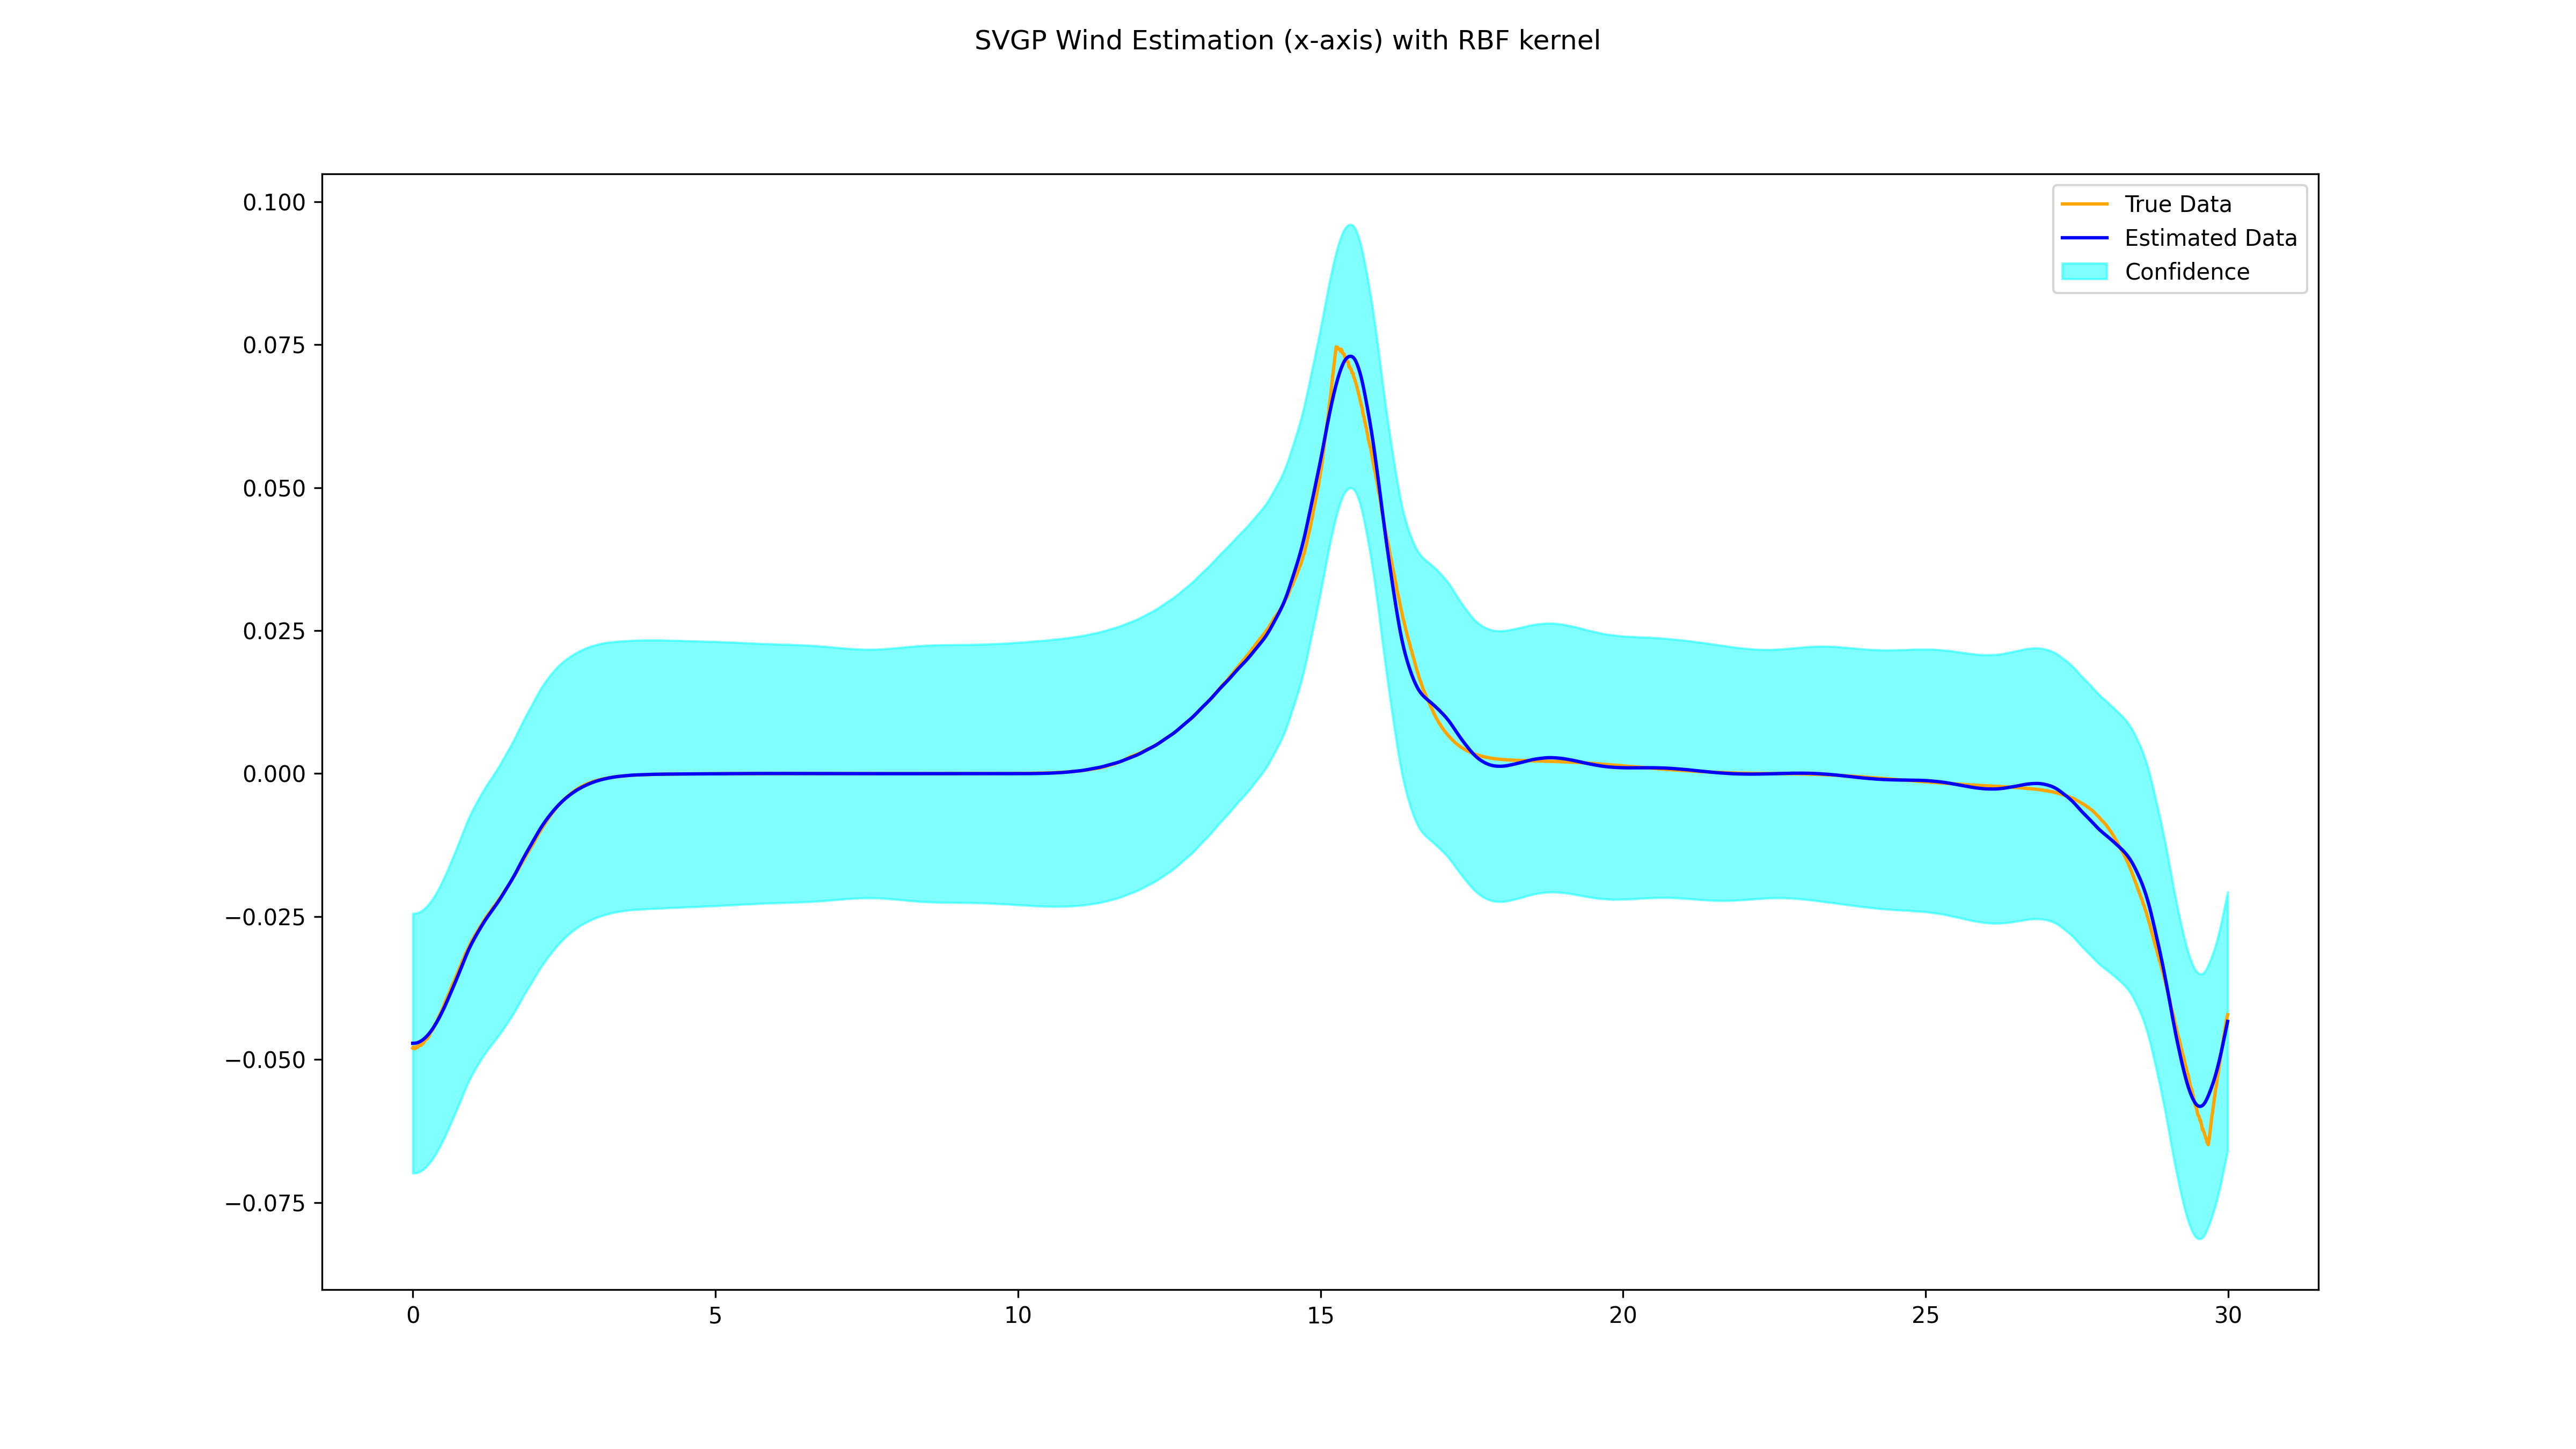 SVGP Wind Estimation (x-axis) with RBF kernel
True Data
Estimated Data
Confidence
0.100
0.075
0.050
0.025
0.000
−0.025
−0.050
−0.075
0 5 10 15 20 25 30